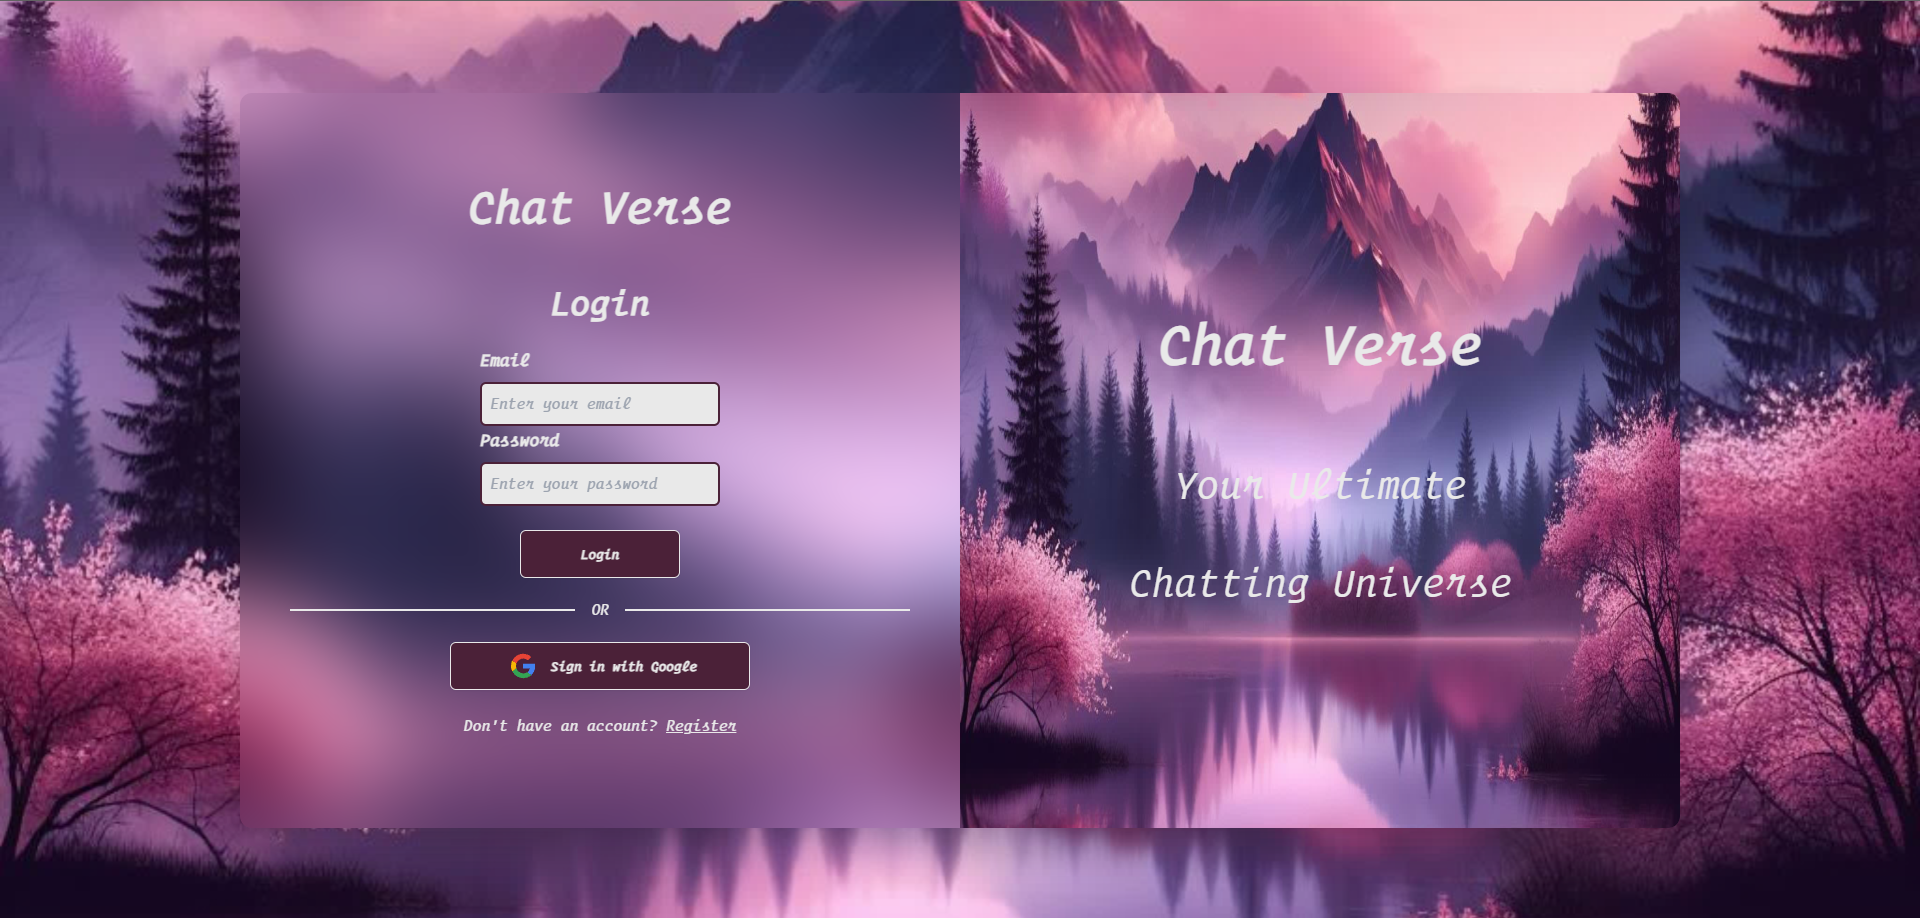 Chat Verse
Login
Email
Enter your email
Password
Enter your password
Login
OR
Sign in with Google
Don't have an account? Register
Chat Verse
Your Ultimate
Chatting Universe